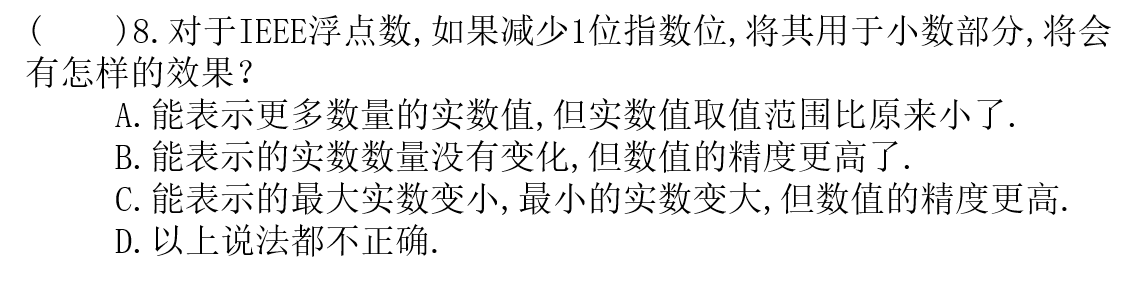 (    )8.对于IEEE浮点数,如果减少1位指数位,将其用于小数部分,将会
有怎样的效果?
A.能表示更多数量的实数值,但实数值取值范围比原来小了.
B.能表示的实数数量没有变化,但数值的精度更高了.
C.能表示的最大实数变小,最小的实数变大,但数值的精度更高.
D.以上说法都不正确.